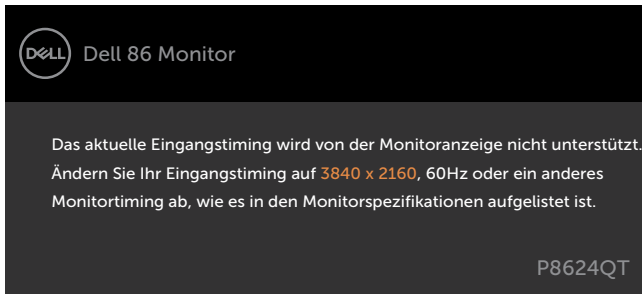 DELL Dell 86 Monitor
Das aktuelle Eingangstiming wird von der Monitoranzeige nicht unterstützt.
Ändern Sie Ihr Eingangstiming auf 3840 x 2160, 60Hz oder ein anderes
Monitortiming ab, wie es in den Monitorspezifikationen aufgelistet ist.
P8624QT